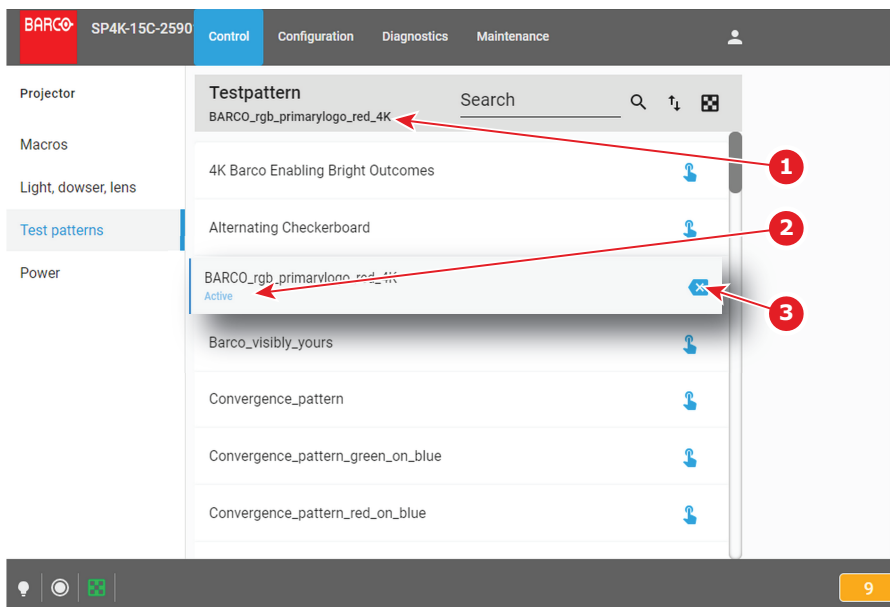 BARCO
SP4K-15C-2590
Control
Configuration
Diagnostics
Maintenance
Projector
Macros
Light, dowser, lens
Test patterns
Power
Testpattern
BARCO_rgb_primarylogo_red_4K
Search
4K Barco Enabling Bright Outcomes
Alternating Checkerboard
BARCO_rgb_primarylogo_red_4K
Active
Barco_visibly_yours
Convergence_pattern
Convergence_pattern_green_on_blue
Convergence_pattern_red_on_blue
1
2
3
9